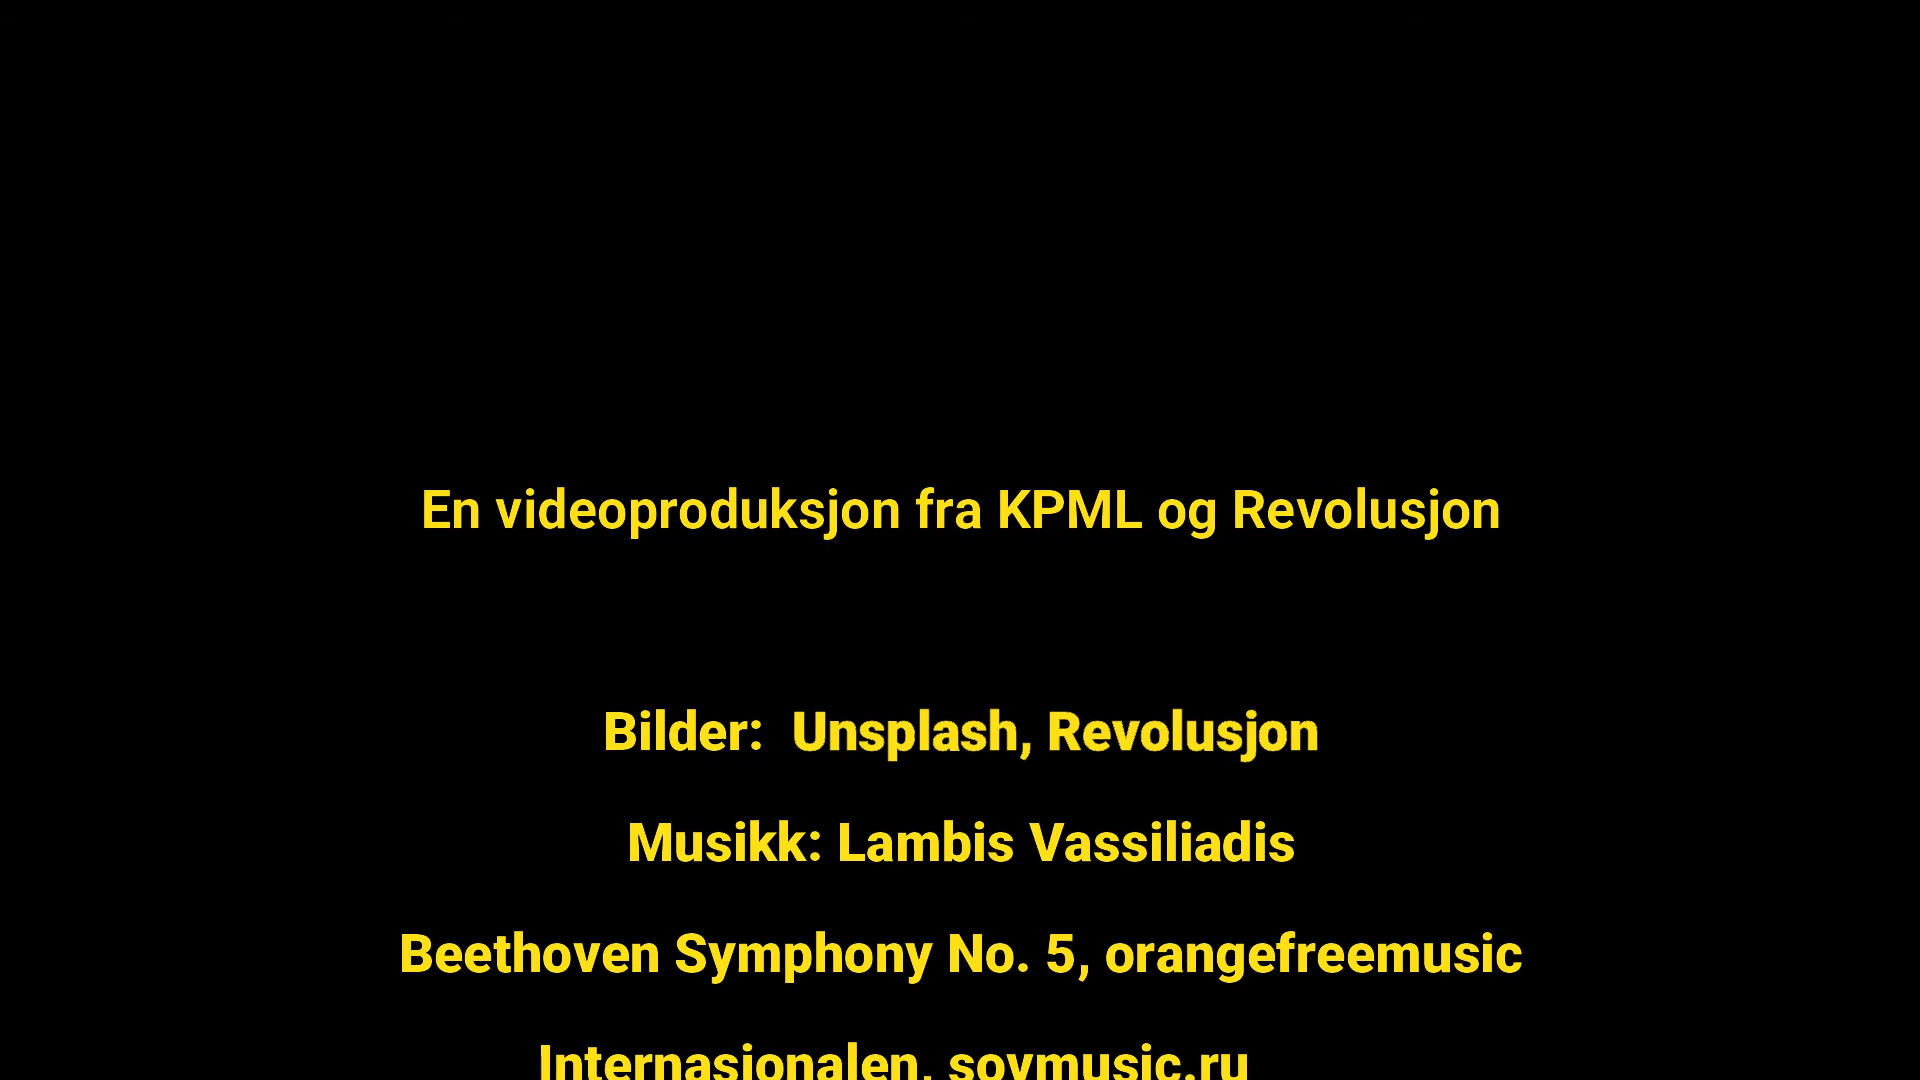 En videoproduksjon fra KPML og Revolusjon
Bilder:  Unsplash, Revolusjon
Musikk: Lambis Vassiliadis
Beethoven Symphony No. 5, orangefreemusic
Internasjonalen, sovmusic.ru